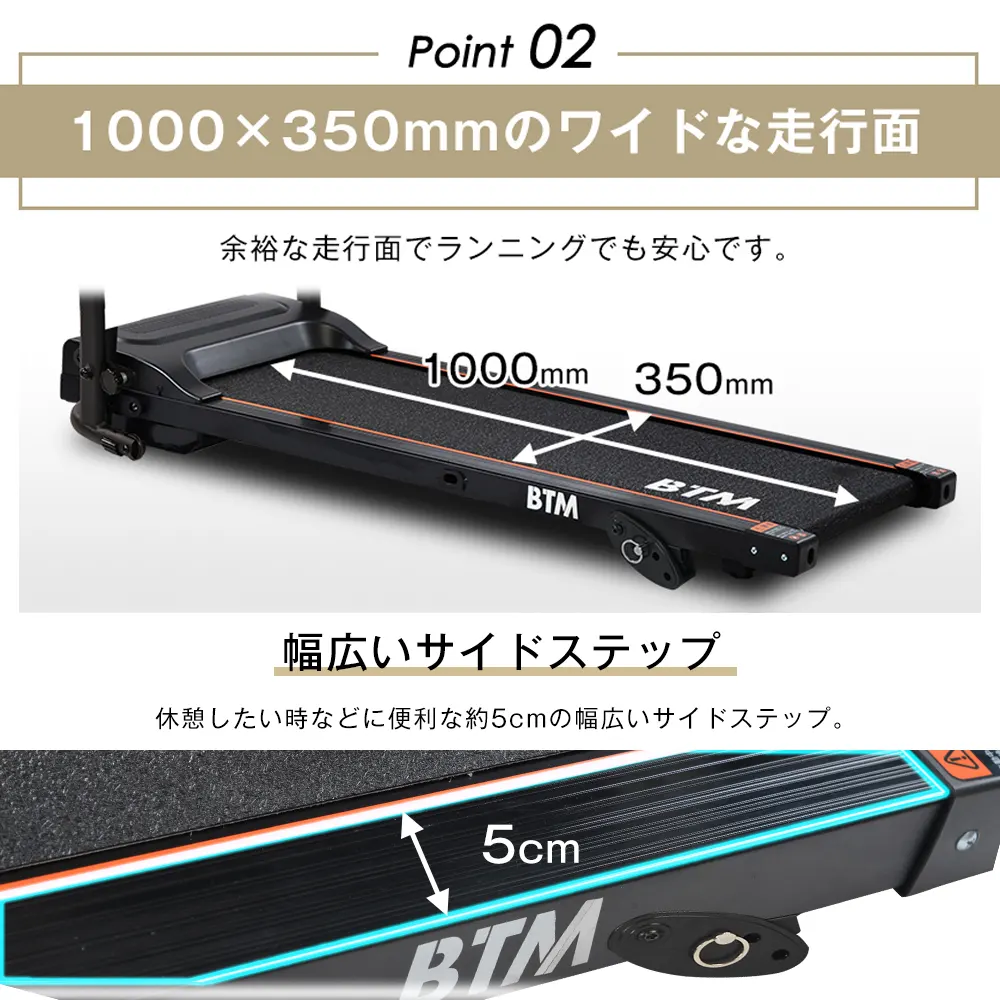 Point 02
1000×350mmのワイドな走行面
余裕な走行面でランニングでも安心です。
1000mm
350mm
BTM
BTM
幅広いサイドステップ
休憩したい時などに便利な約5cmの幅広いサイドステップ。
5cm
BTM